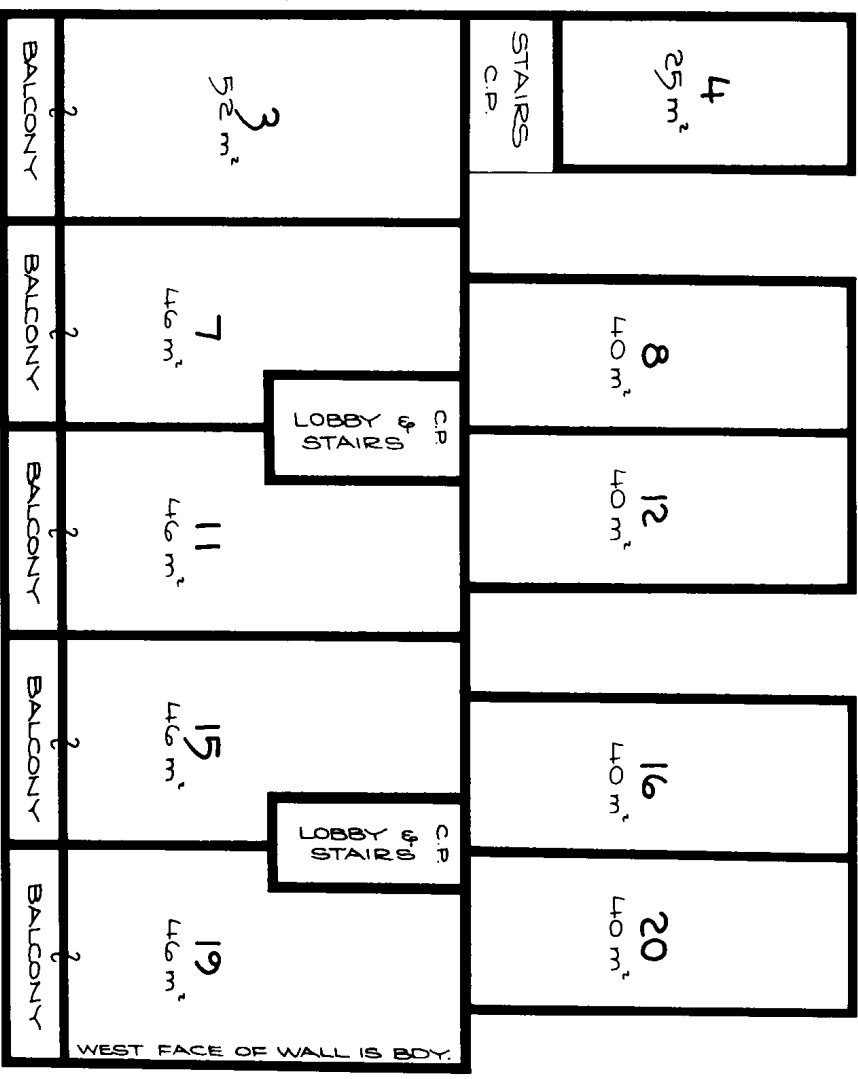 4
25 m²
STAIRS
C.P.
3
52 m²
BALCONY
8
40 m²
7
46 m²
BALCONY
C.P.
LOBBY &
STAIRS
12
40 m²
11
46 m²
BALCONY
16
40 m²
15
46 m²
BALCONY
C.P.
LOBBY &
STAIRS
20
40 m²
19
46 m²
BALCONY
WEST FACE OF WALL IS BDY.